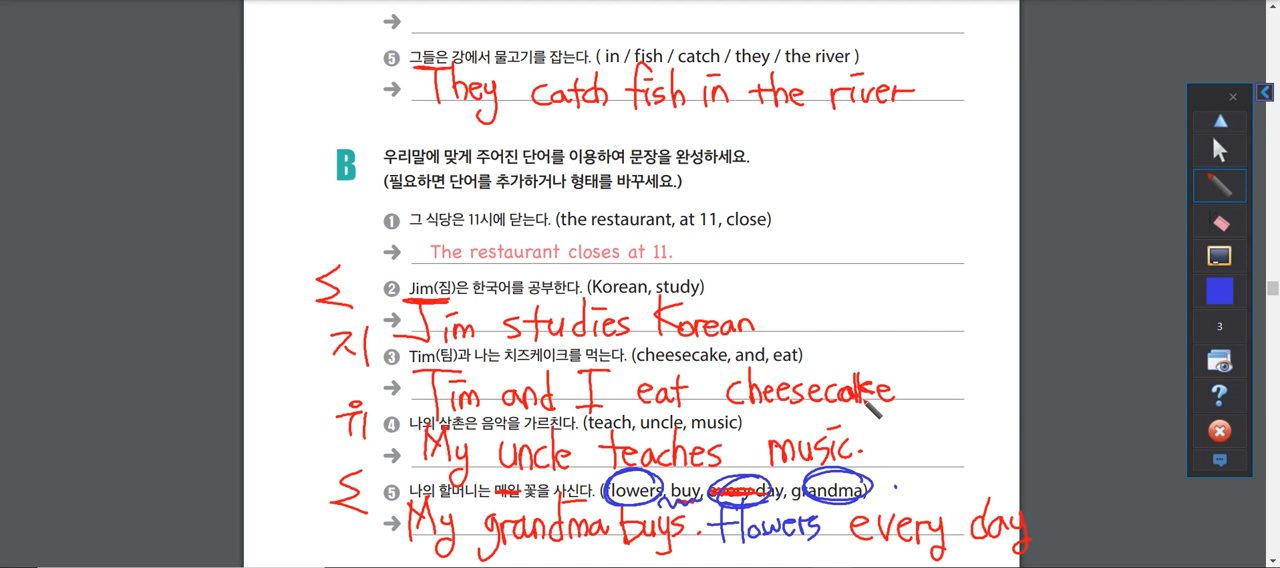 →
⑤ 그들은 강에서 물고기를 잡는다. ( in / fish / catch / they / the river )
→ They catch fish in the river
B 우리말에 맞게 주어진 단어를 이용하여 문장을 완성하세요.
(필요하면 단어를 추가하거나 형태를 바꾸세요.)
① 그 식당은 11시에 닫는다. (the restaurant, at 11, close)
→ The restaurant closes at 11.
② Jim(짐)은 한국어를 공부한다. (Korean, study)
→ Jim studies Korean
지
③ Tim(팀)과 나는 치즈케이크를 먹는다. (cheesecake, and, eat)
→ Tim and I eat cheesecake
④ 나의 삼촌은 음악을 가르친다. (teach, uncle, music)
→ My uncle teaches music.
⑤ 나의 할머니는 매일 꽃을 사신다. (flowers, buy, every day, grandma)
→ My grandma buys. flowers every day
3
?